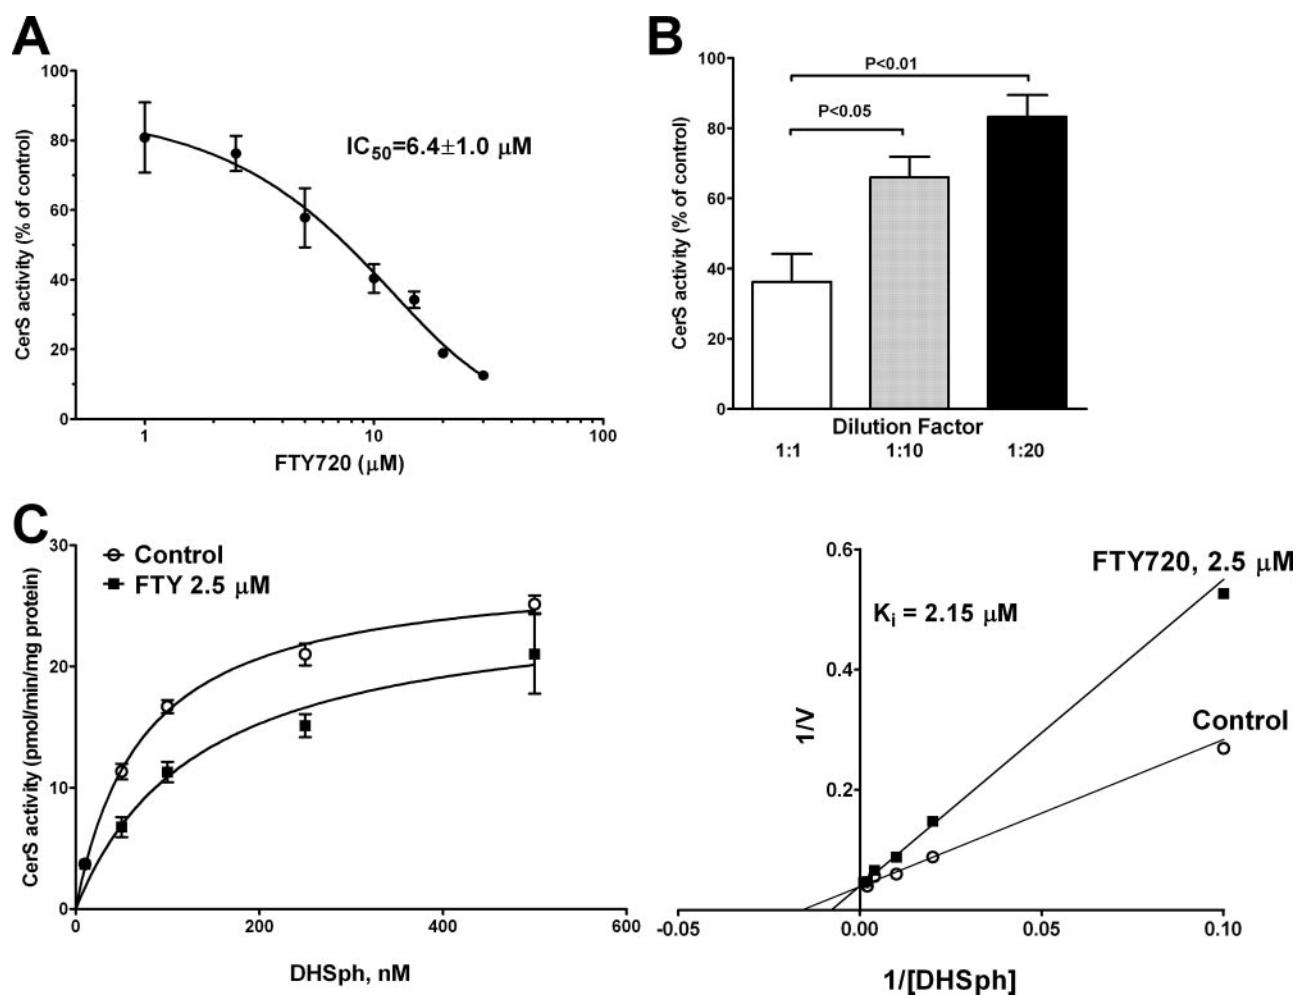 A
CerS activity (% of control)
100
80
60
40
20
0
IC50=6.4±1.0 μM
1
10
100
FTY720 (μM)
B
CerS activity (% of control)
100
80
60
40
20
0
P<0.01
P<0.05
Dilution Factor
1:1
1:10
1:20
C
CerS activity (pmol/min/mg protein)
30
20
10
0
Control
FTY 2.5 μM
0
200
400
600
DHSph, nM
1/V
0.6
0.4
0.2
FTY720, 2.5 μM
Ki = 2.15 μM
Control
-0.05
0.00
0.05
0.10
1/[DHSph]